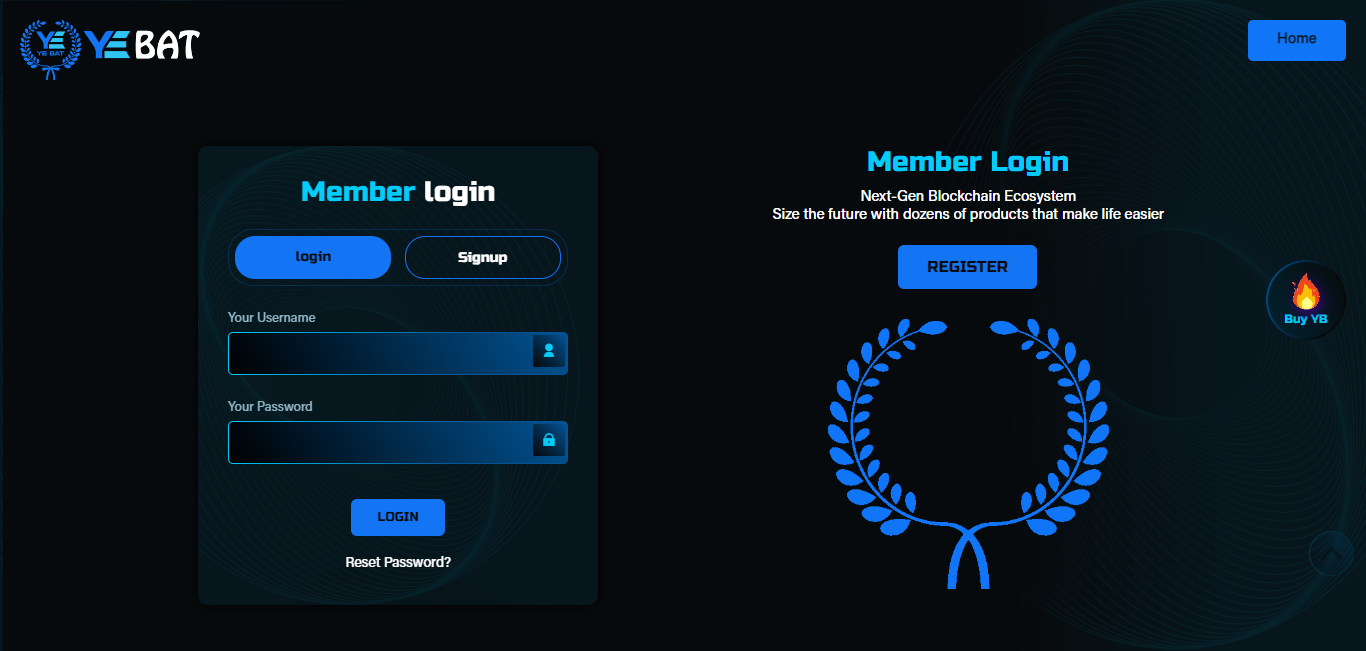 YE
YE BAT
YE BAT
Home
Member login
login
Signup
Your Username
Your Password
LOGIN
Reset Password?
Member Login
Next-Gen Blockchain Ecosystem
Size the future with dozens of products that make life easier
REGISTER
Buy YB